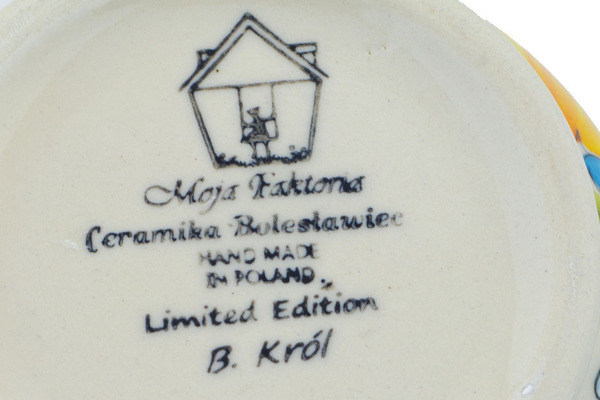 Moja Faktoria
Ceramika Bolesławiec
HAND MADE
IN POLAND
Limited Edition
B. Król